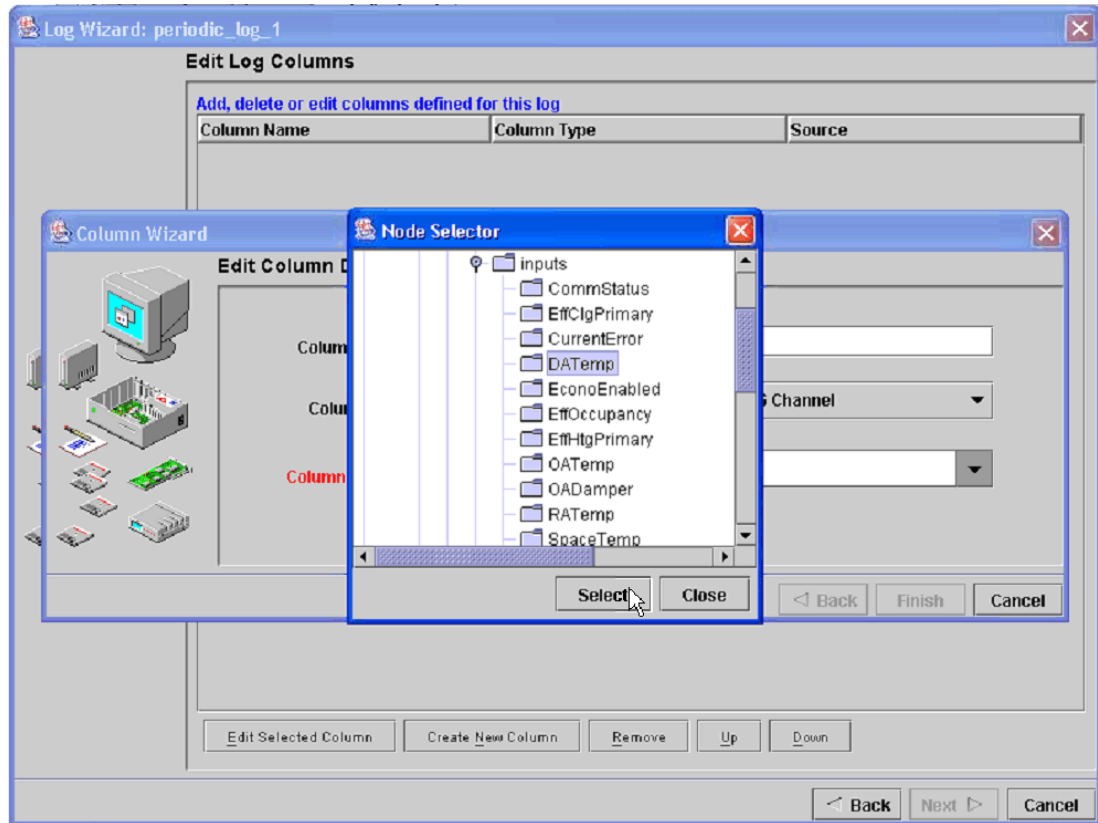 Log Wizard: periodic_log_1
Edit Log Columns
Add, delete or edit columns defined for this log
Column Name Column Type Source
Column Wizard
Node Selector
Edit Column D
inputs
CommStatus
EffClgPrimary
CurrentError
Colum
DATemp
EconoEnabled
Colu
Channel
EffOccupancy
EffHtgPrimary
OATemp
Column
OADamper
RATemp
SpaceTemp
Select Close
Back Finish Cancel
Edit Selected Column Create New Column Remove Up Down
Back Next Cancel